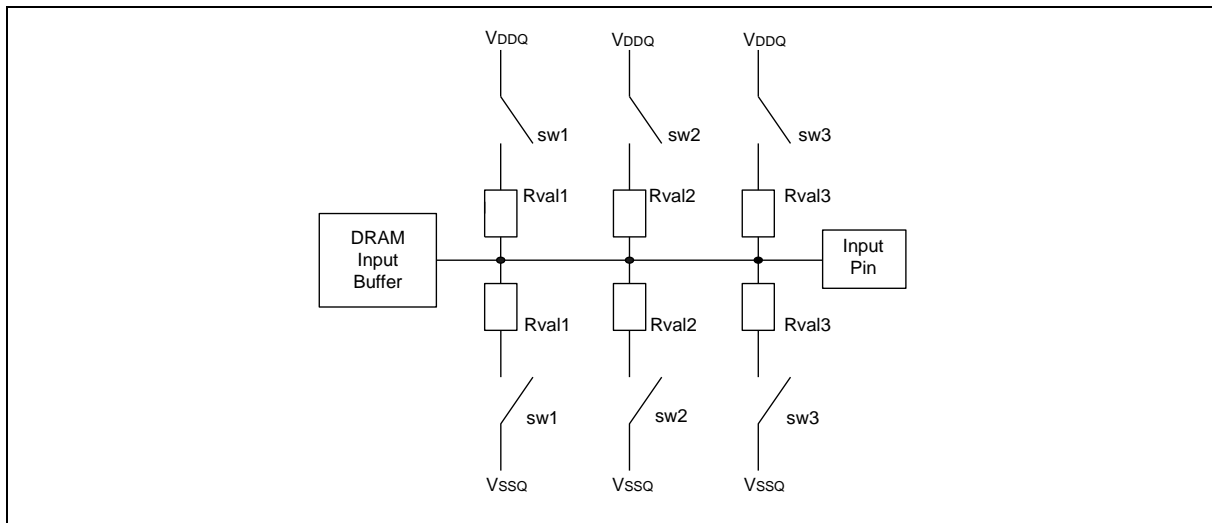 VDDQ VDDQ VDDQ
sw1 sw2 sw3
Rval1 Rval2 Rval3
DRAM
Input
Buffer
Input
Pin
Rval1 Rval2 Rval3
sw1 sw2 sw3
VSSQ VSSQ VSSQ